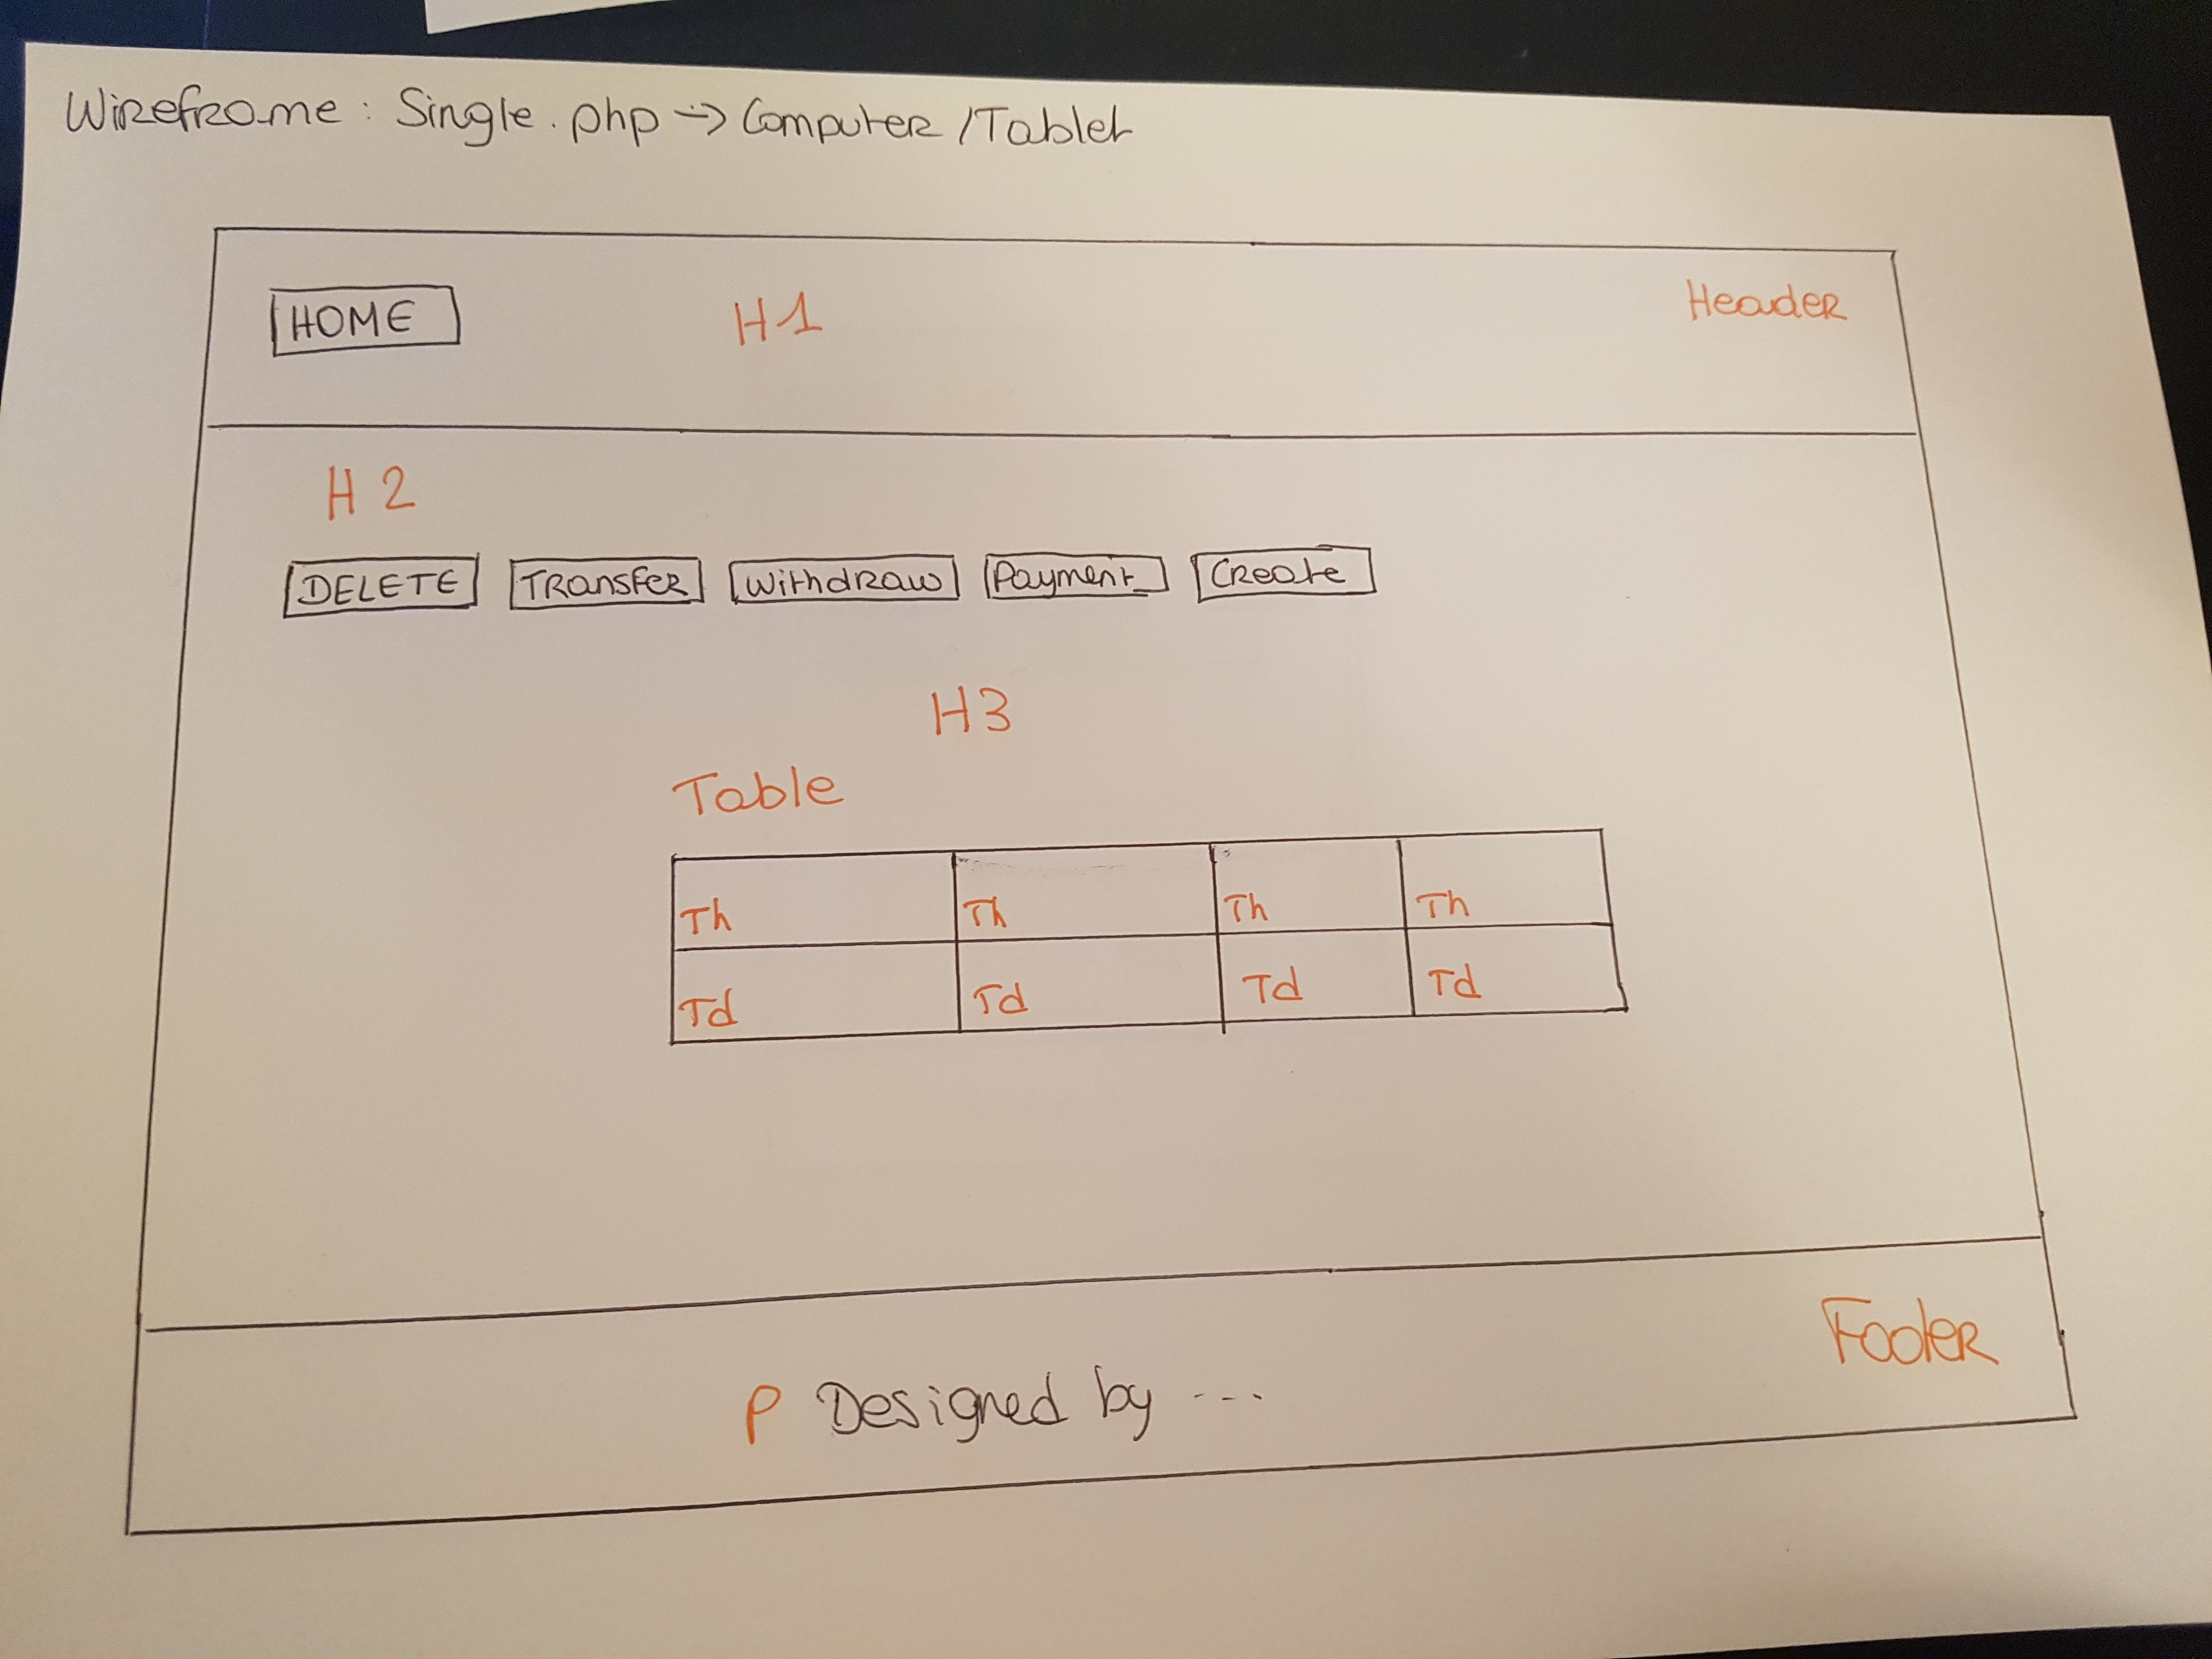 Wireframe : Single.php -> Computer /Tablet
HOME H1 Header
H2
DELETE Transfer Withdraw Payment Create
H3
Table
Th Th Th Th
Td Td Td Td
Footer
P Designed by ---